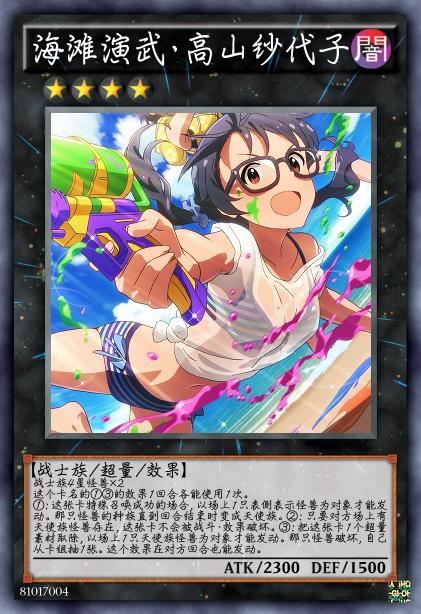 海滩演武·高山纱代子
闇
【战士族/超量/效果】
战士族4星怪兽×2
这个卡名的①③的效果1回合各能使用1次。
①:这张卡特殊召唤成功的场合,以场上1只表侧表示怪兽为对象才能发
动。那只怪兽的种族直到回合结束时变成天使族。②:只要对方场上有
天使族怪兽存在,这张卡不会被战斗·效果破坏。③:把这张卡1个超量
素材取除,以场上1只天使族怪兽为对象才能发动。那只怪兽破坏,自己
从卡组抽1张。这个效果在对方回合也能发动。
ATK/2300 DEF/1500
81017004